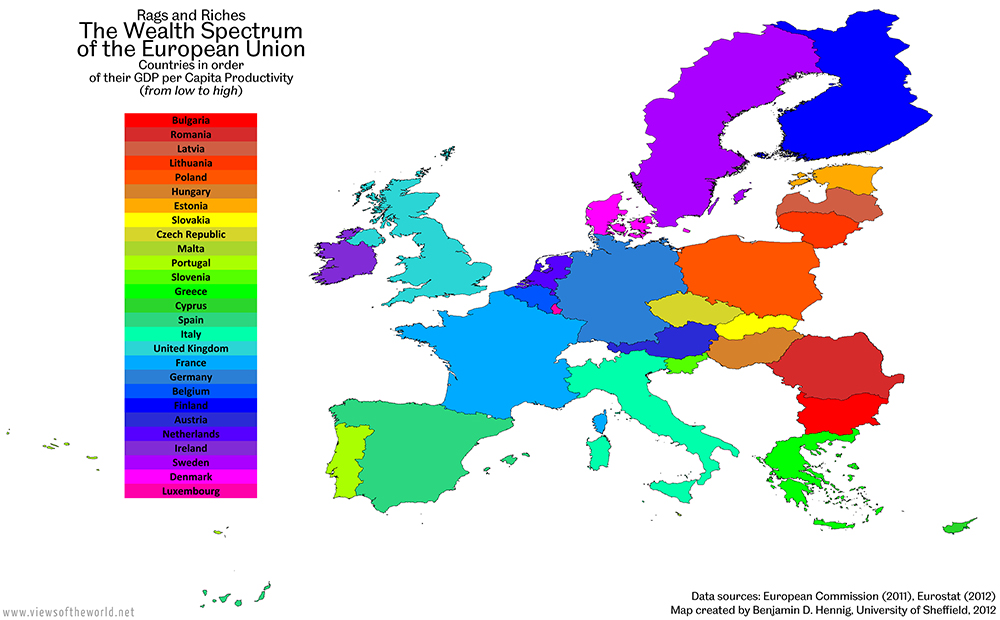 Rags and Riches
The Wealth Spectrum
of the European Union
Countries in order
of their GDP per Capita Productivity
(from low to high)
Bulgaria
Romania
Latvia
Lithuania
Poland
Hungary
Estonia
Slovakia
Czech Republic
Malta
Portugal
Slovenia
Greece
Cyprus
Spain
Italy
United Kingdom
France
Germany
Belgium
Finland
Austria
Netherlands
Ireland
Sweden
Denmark
Luxembourg
Data sources: European Commission (2011), Eurostat (2012)
Map created by Benjamin D. Hennig, University of Sheffield, 2012
www.viewsoftheworld.net